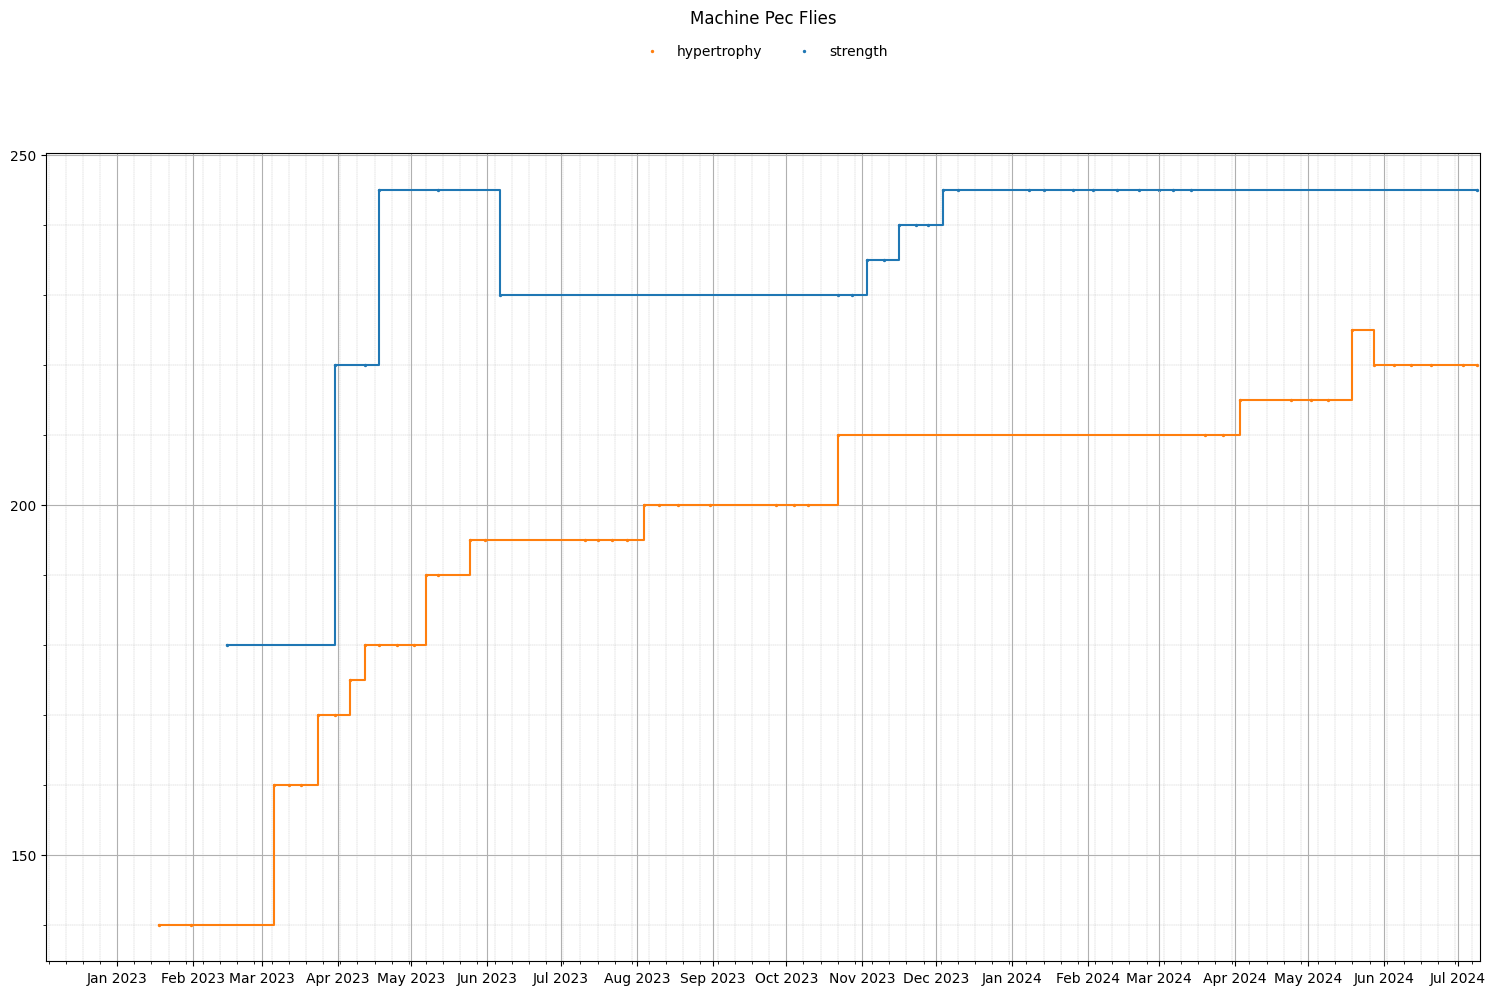 Machine Pec Flies
hypertrophy strength
250
200
150
Jan 2023 Feb 2023 Mar 2023 Apr 2023 May 2023 Jun 2023 Jul 2023 Aug 2023 Sep 2023 Oct 2023 Nov 2023 Dec 2023 Jan 2024 Feb 2024 Mar 2024 Apr 2024 May 2024 Jun 2024 Jul 2024